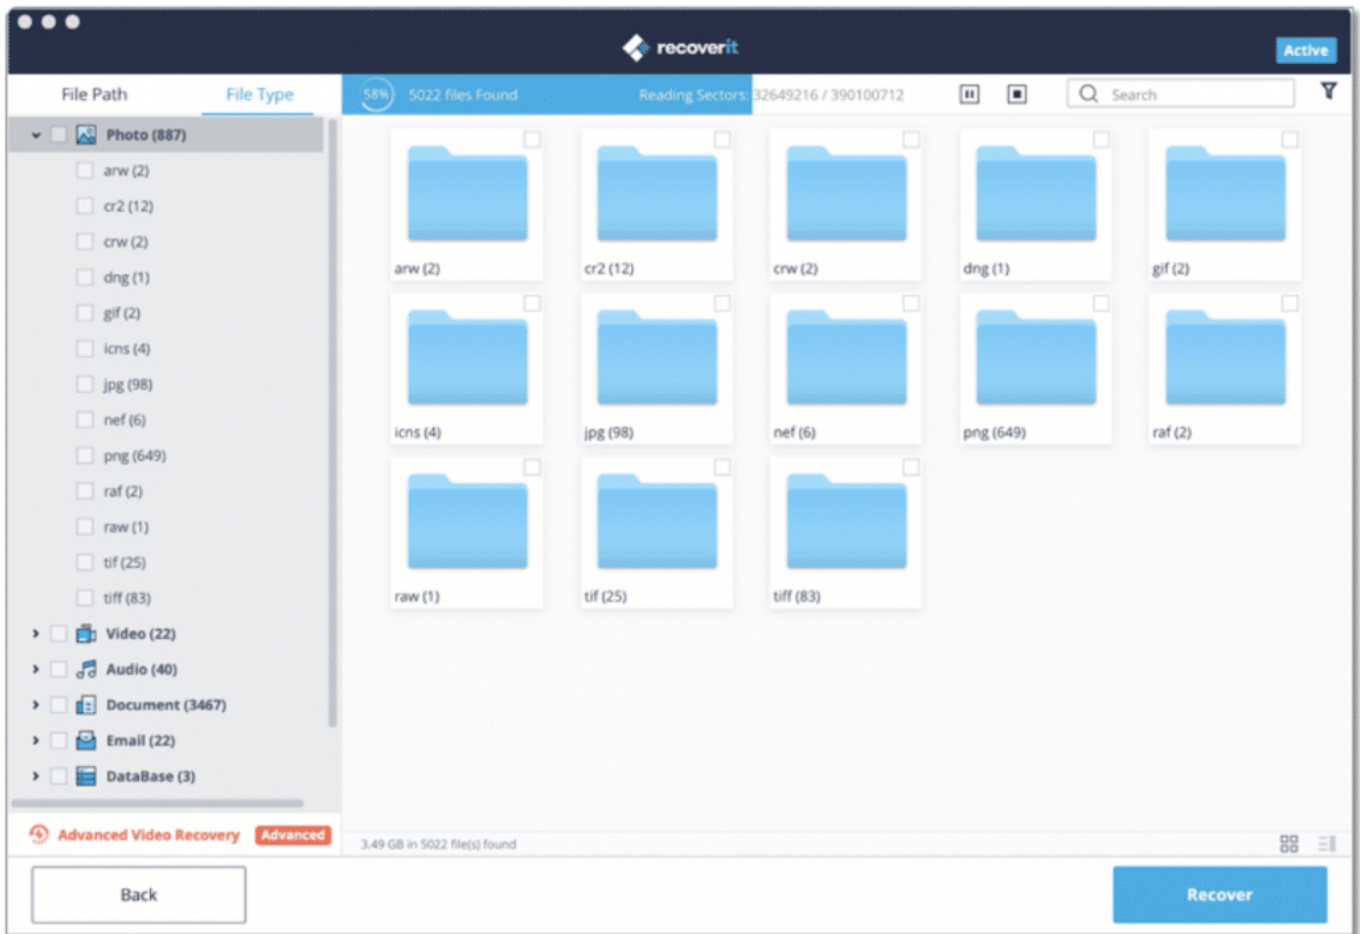 recoverit
Active
File Path
File Type
58%
5022 files Found
Reading Sectors: 32649216 / 390100712
Search
Photo (887)
arw (2)
cr2 (12)
crw (2)
dng (1)
gif (2)
icns (4)
jpg (98)
nef (6)
png (649)
raf (2)
raw (1)
tif (25)
tiff (83)
Video (22)
Audio (40)
Document (3467)
Email (22)
DataBase (3)
Advanced Video Recovery
Advanced
arw (2)
cr2 (12)
crw (2)
dng (1)
gif (2)
icns (4)
jpg (98)
nef (6)
png (649)
raf (2)
raw (1)
tif (25)
tiff (83)
3.49 GB in 5022 file(s) found
Back
Recover